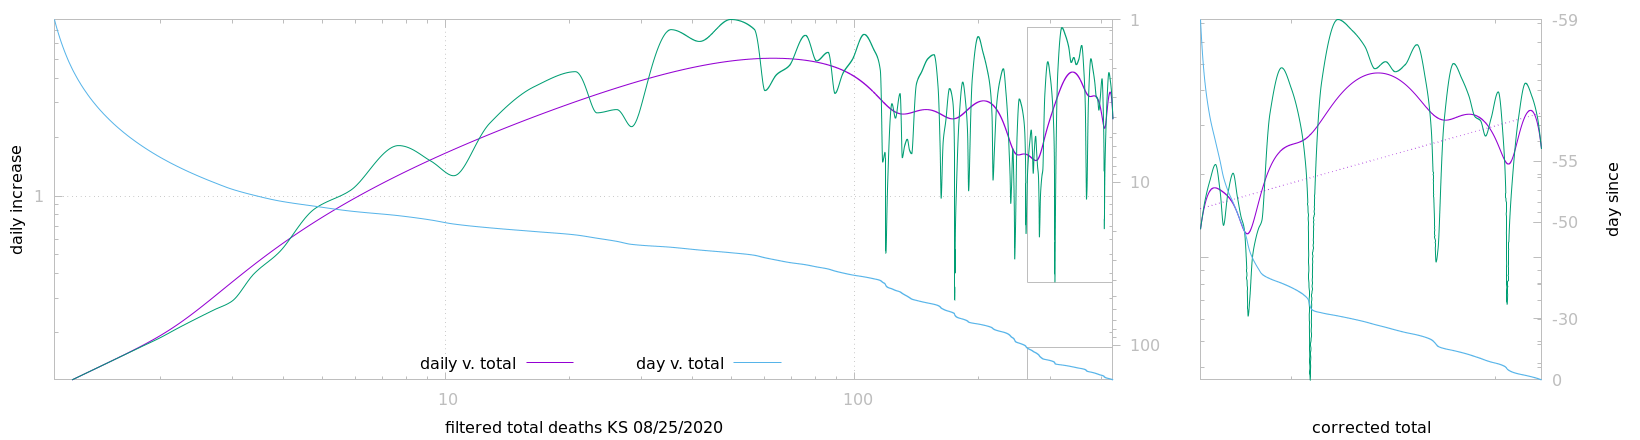 1
-59
daily increase
1
10
100
-55
-50
-30
0
day since
daily v. total
day v. total
10
100
filtered total deaths KS 08/25/2020
corrected total